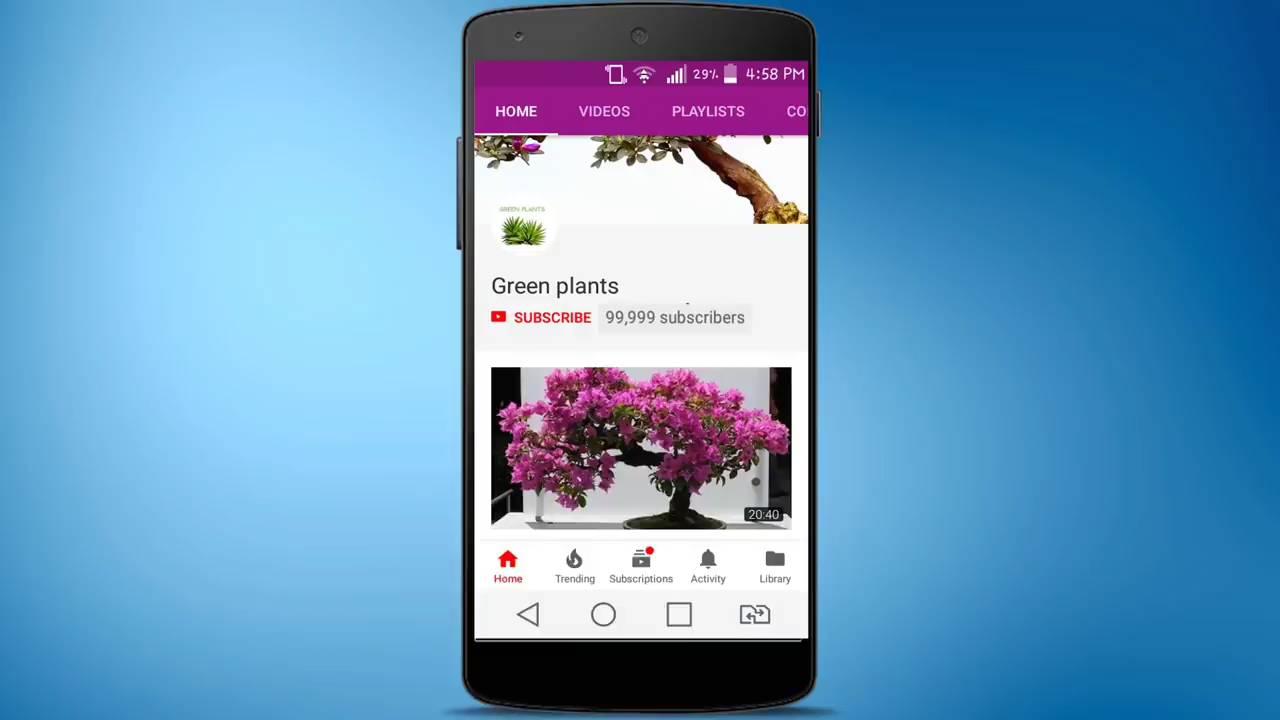 29% 4:58 PM
HOME VIDEOS PLAYLISTS CO
GREEN PLANTS
Green plants
SUBSCRIBE 99,999 subscribers
20:40
Home Trending Subscriptions Activity Library